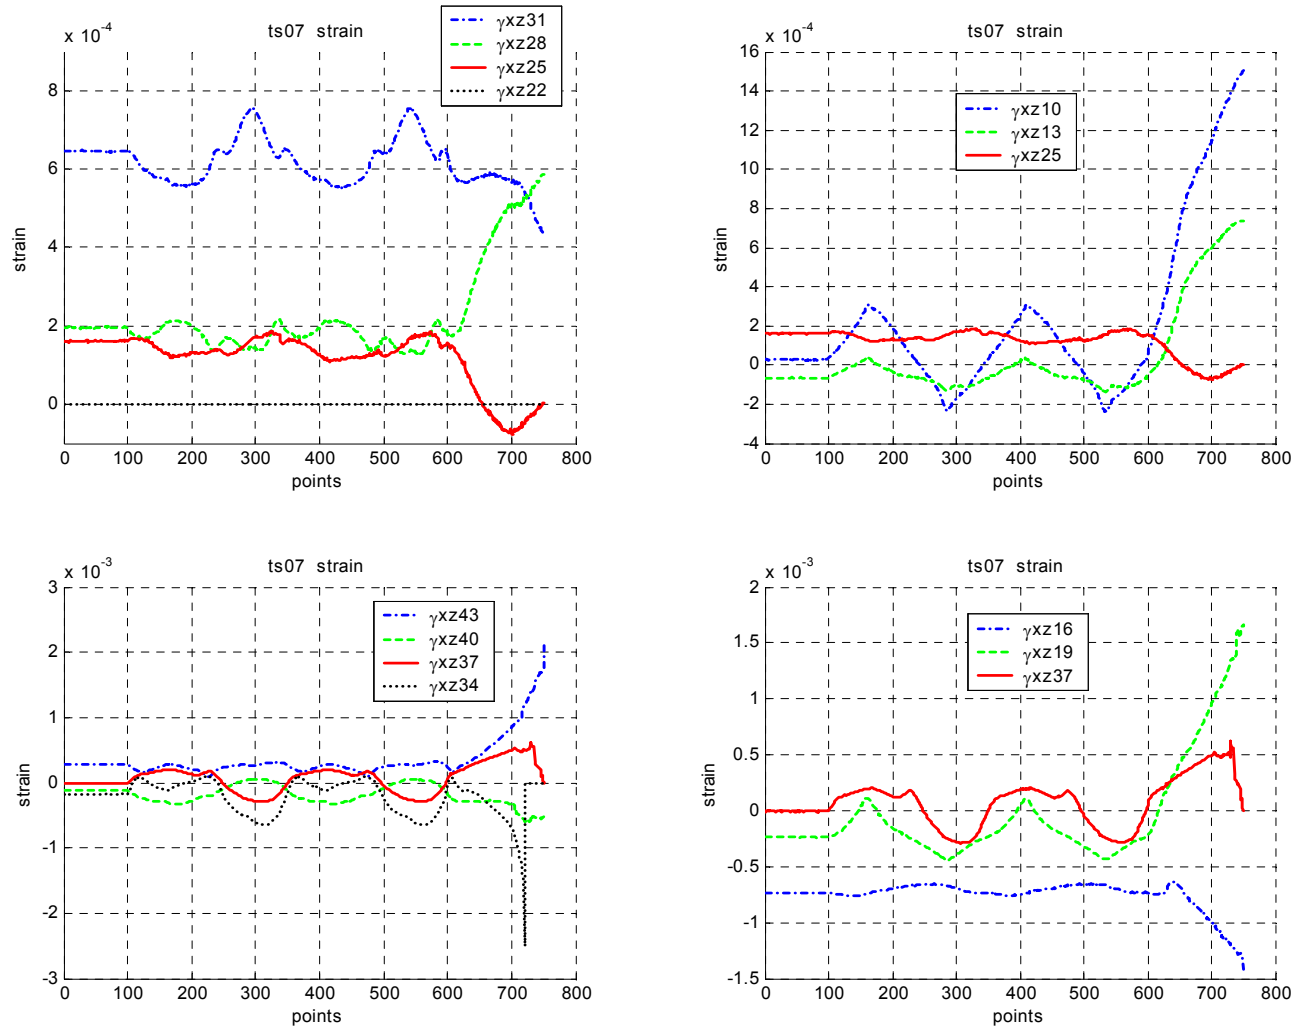 ts07 strain
x 10-4
γxz31
γxz28
γxz25
γxz22
8
6
4
2
0
strain
0 100 200 300 400 500 600 700 800
points
ts07 strain
x 10-4
γxz10
γxz13
γxz25
16
14
12
10
8
6
4
2
0
-2
-4
strain
0 100 200 300 400 500 600 700 800
points
ts07 strain
x 10-3
γxz43
γxz40
γxz37
γxz34
3
2
1
0
-1
-2
-3
strain
0 100 200 300 400 500 600 700 800
points
ts07 strain
x 10-3
γxz16
γxz19
γxz37
2
1.5
1
0.5
0
-0.5
-1
-1.5
strain
0 100 200 300 400 500 600 700 800
points